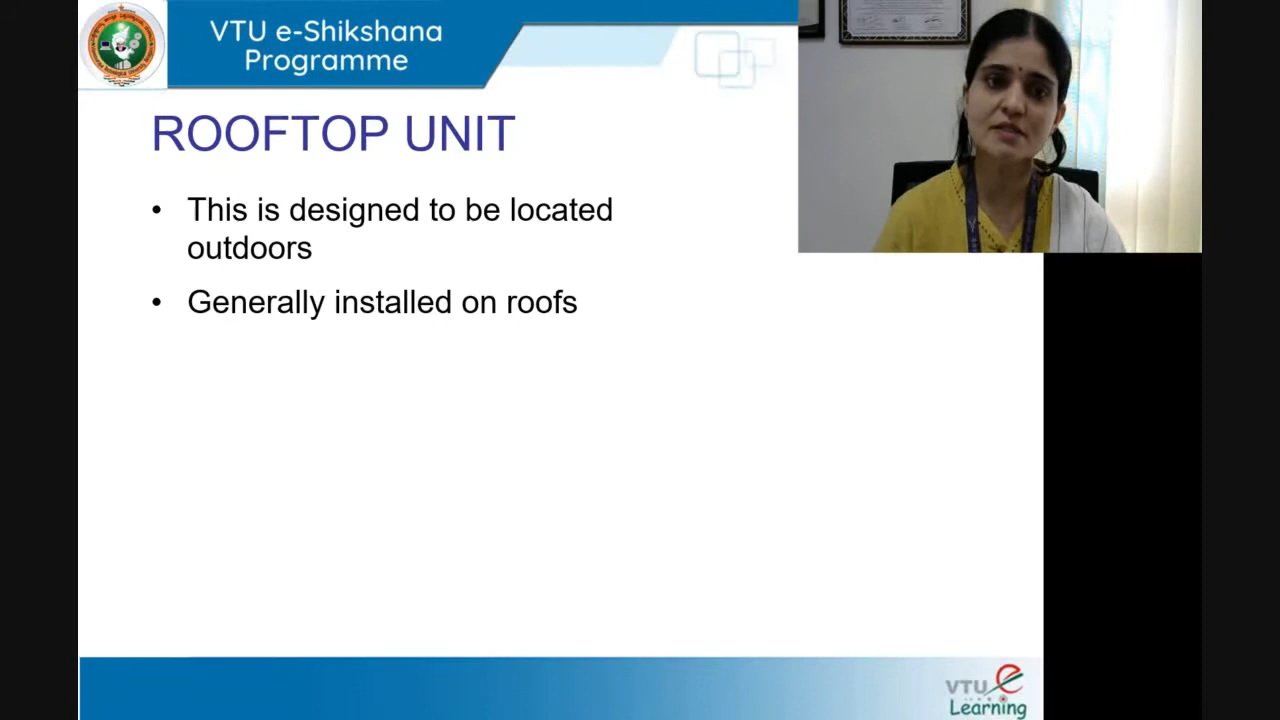 VTU e-Shikshana
Programme
ROOFTOP UNIT
• This is designed to be located
outdoors
• Generally installed on roofs
VTU e
Learning